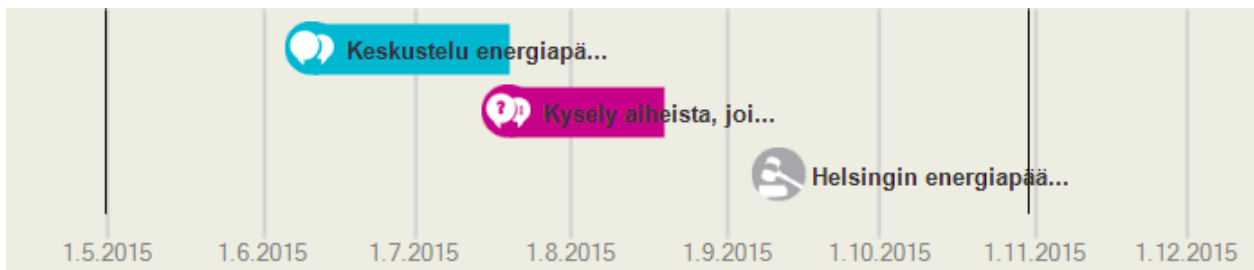 Keskustelu energiapä...
Kysely aiheista, joi...
Helsingin energiapää...
1.5.2015 1.6.2015 1.7.2015 1.8.2015 1.9.2015 1.10.2015 1.11.2015 1.12.2015